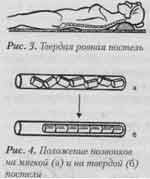 Рис. 3. Твердая ровная постель
а
б
Рис. 4. Положение позвонков
на мягкой (а) и на твердой (б)
постели